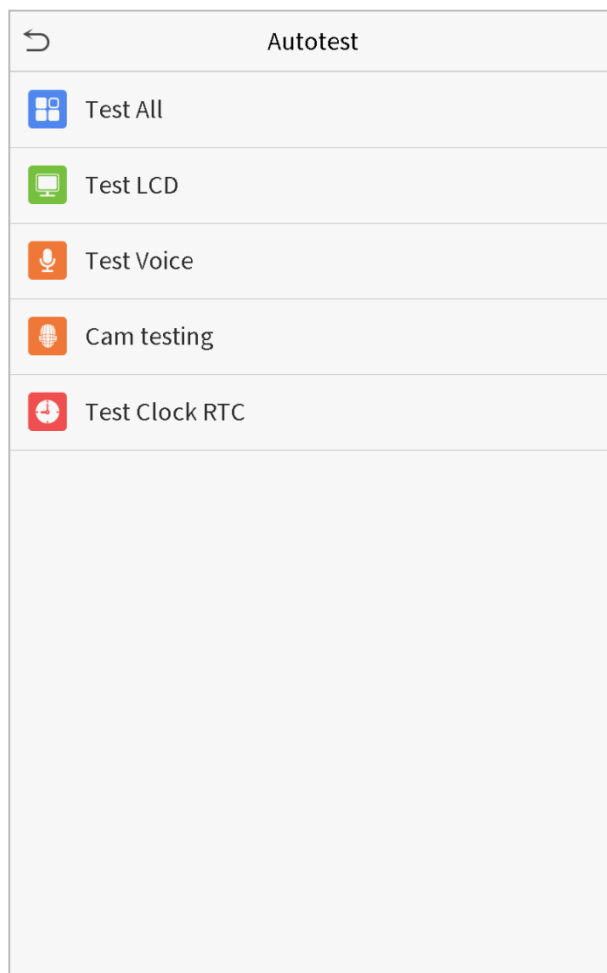 Autotest
Test All
Test LCD
Test Voice
Cam testing
Test Clock RTC